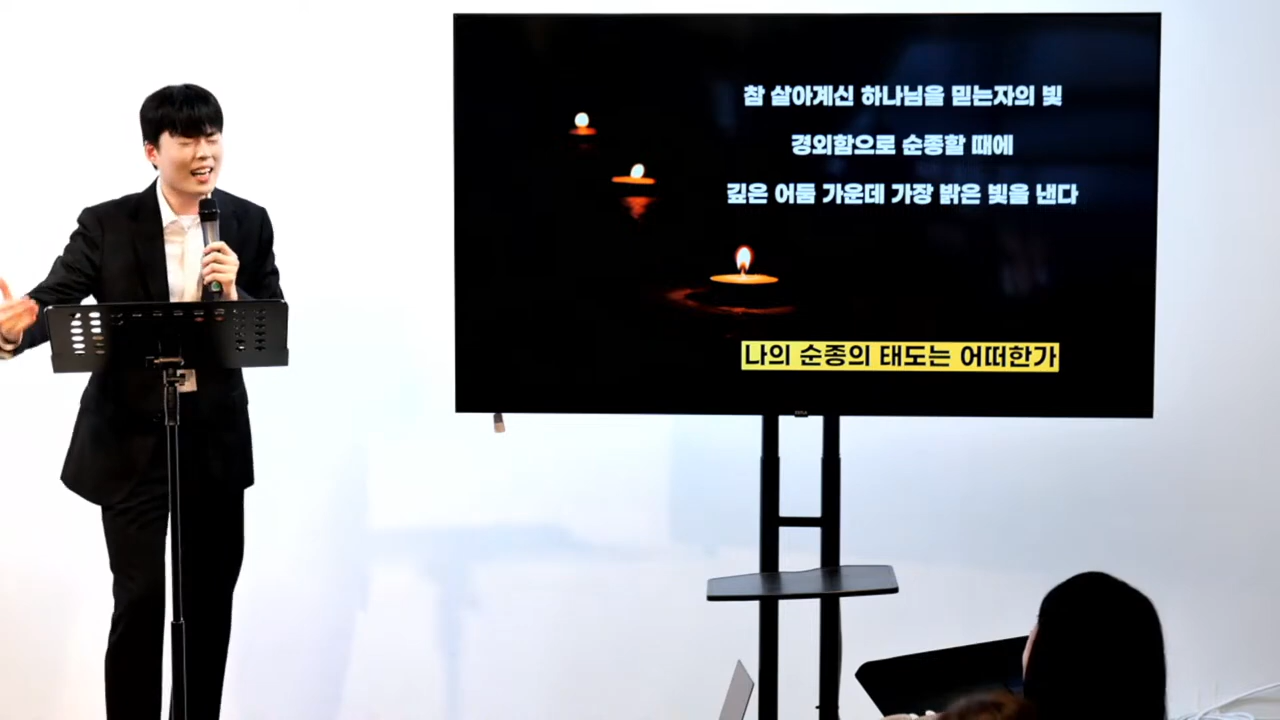 참 살아계신 하나님을 믿는자의 빛
경외함으로 순종할 때에
깊은 어둠 가운데 가장 밝은 빛을 낸다
나의 순종의 태도는 어떠한가